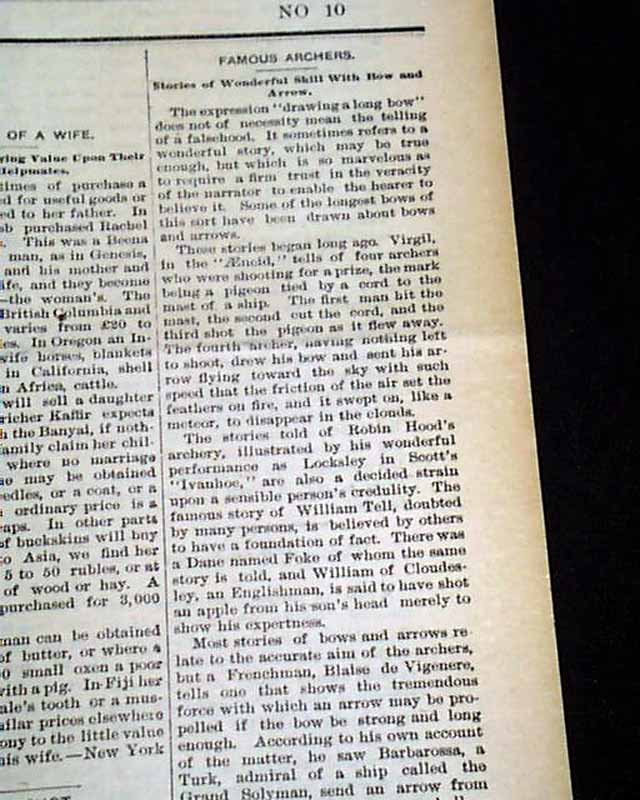 NO 10
OF A WIFE.
Value Upon Their
Helpmates.
times of purchase a
d for useful goods or
ed to her father. In
purchased Rachel
This was a Beena
man, as in Genesis,
and his mother and
ife, and they become
—the woman's. The
British Columbia and
varies from £20 to
es. In Oregon an In-
wife horses, blankets
in California, shell
n Africa, cattle.
will sell a daughter
richer Kaffir expects
the Banyai, if noth-
family claim her chil-
where no marriage
may be obtained
edles, or a coat, or a
ordinary price is a
aps. In other parts
of buckskins will buy
to Asia, we find her
5 to 50 rubles, or at
of wood or hay. A
purchased for 3,000
man can be obtained
of butter, or where a
0 small oxen a poor
with a pig. In Fiji her
ale's tooth or a mus-
ilar prices elsewhere
ony to the little value
his wife.—New York
FAMOUS ARCHERS.
Stories of Wonderful Skill With Bow and
Arrow.
The expression "drawing a long bow"
does not of necessity mean the telling
of a falsehood. It sometimes refers to a
wonderful story, which may be true
enough, but which is so marvelous as
to require a firm trust in the veracity
of the narrator to enable the hearer to
believe it. Some of the longest bows of
this sort have been drawn about bows
and arrows.
These stories began long ago. Virgil,
in the "Æneid," tells of four archers
who were shooting for a prize, the mark
being a pigeon tied by a cord to the
mast of a ship. The first man hit the
mast, the second cut the cord, and the
third shot the pigeon as it flew away.
The fourth archer, having nothing left
to shoot, drew his bow and sent his ar-
row flying toward the sky with such
speed that the friction of the air set the
feathers on fire, and it swept on, like a
meteor, to disappear in the clouds.
The stories told of Robin Hood's
archery, illustrated by his wonderful
performance as Locksley in Scott's
"Ivanhoe," are also a decided strain
upon a sensible person's credulity. The
famous story of William Tell, doubted
by many persons, is believed by others
to have a foundation of fact. There was
a Dane named Foke of whom the same
story is told, and William of Cloudes-
ley, an Englishman, is said to have shot
an apple from his son's head merely to
show his expertness.
Most stories of bows and arrows re-
late to the accurate aim of the archers,
but a Frenchman, Blaise de Vigenere,
tells one that shows the tremendous
force with which an arrow may be pro-
pelled if the bow be strong and long
enough. According to his own account
of the matter, he saw Barbarossa, a
Turk, admiral of a ship called the
Grand Solyman, send an arrow from